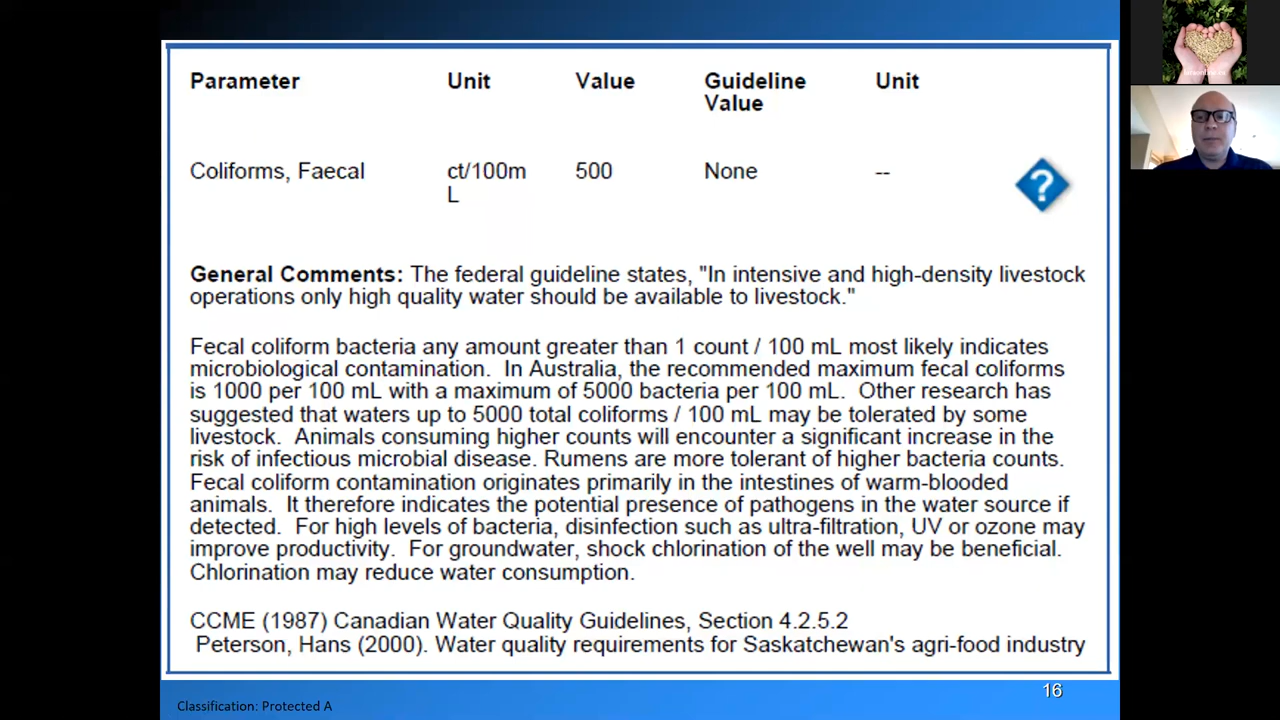 Parameter Unit Value Guideline Unit
Value
Coliforms, Faecal ct/100m 500 None --
L
?
General Comments: The federal guideline states, "In intensive and high-density livestock
operations only high quality water should be available to livestock."
Fecal coliform bacteria any amount greater than 1 count / 100 mL most likely indicates
microbiological contamination. In Australia, the recommended maximum fecal coliforms
is 1000 per 100 mL with a maximum of 5000 bacteria per 100 mL. Other research has
suggested that waters up to 5000 total coliforms / 100 mL may be tolerated by some
livestock. Animals consuming higher counts will encounter a significant increase in the
risk of infectious microbial disease. Rumens are more tolerant of higher bacteria counts.
Fecal coliform contamination originates primarily in the intestines of warm-blooded
animals. It therefore indicates the potential presence of pathogens in the water source if
detected. For high levels of bacteria, disinfection such as ultra-filtration, UV or ozone may
improve productivity. For groundwater, shock chlorination of the well may be beneficial.
Chlorination may reduce water consumption.
CCME (1987) Canadian Water Quality Guidelines, Section 4.2.5.2
Peterson, Hans (2000). Water quality requirements for Saskatchewan's agri-food industry
16
Classification: Protected A